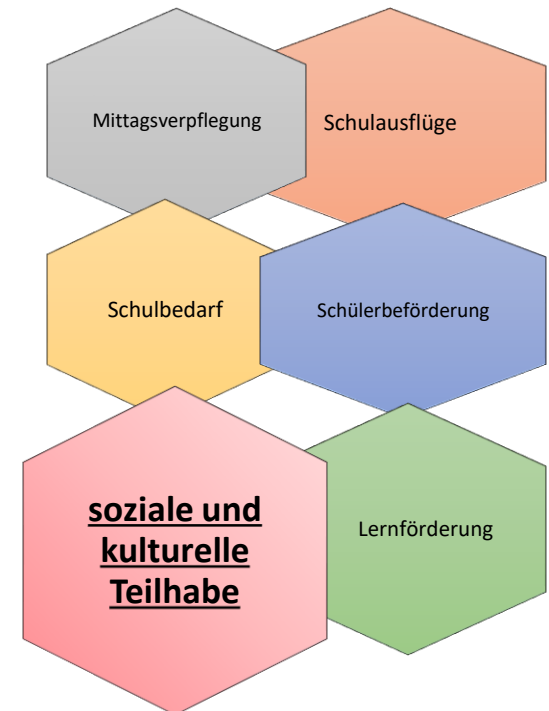 Mittagsverpflegung
Schulausflüge
Schulbedarf
Schülerbeförderung
soziale und
kulturelle
Teilhabe
Lernförderung